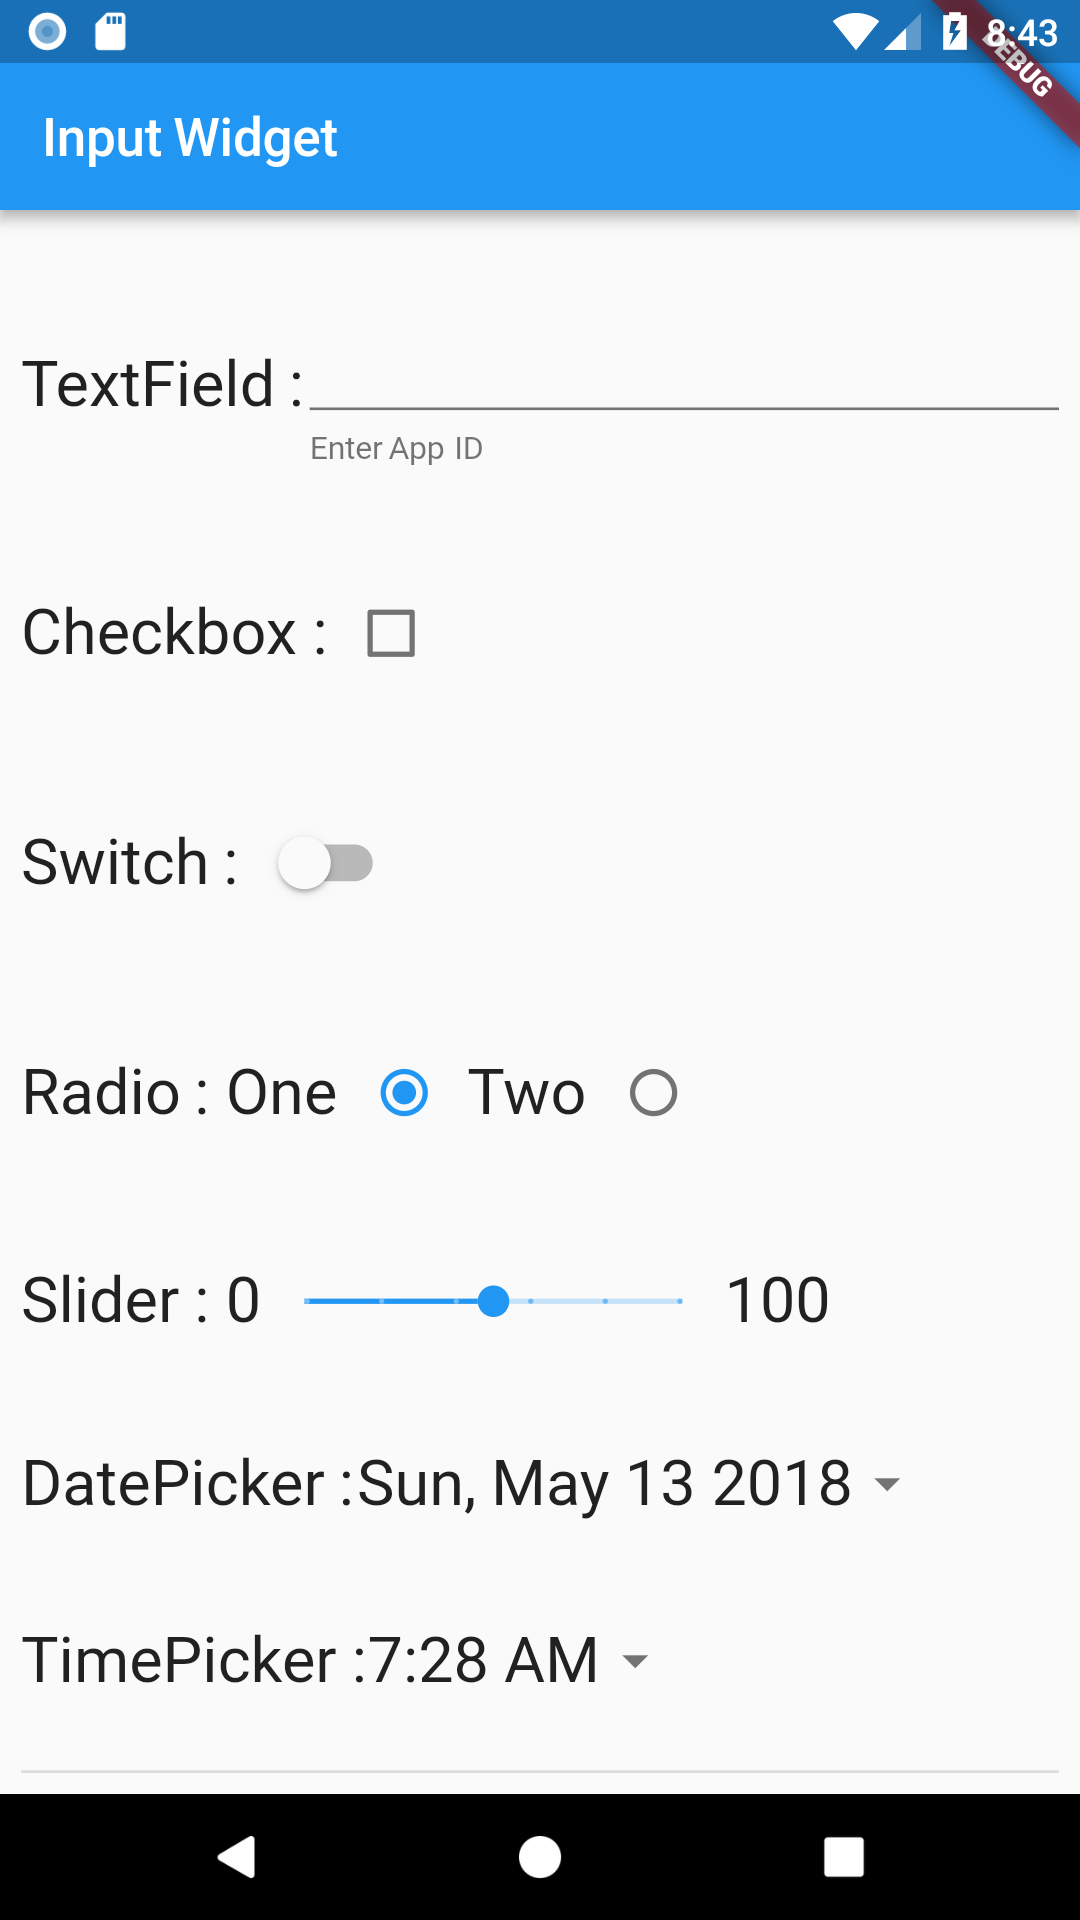 8:43
DEBUG
Input Widget
TextField :
Enter App ID
Checkbox :
Switch :
Radio : One Two
Slider : 0 100
DatePicker :Sun, May 13 2018
TimePicker :7:28 AM